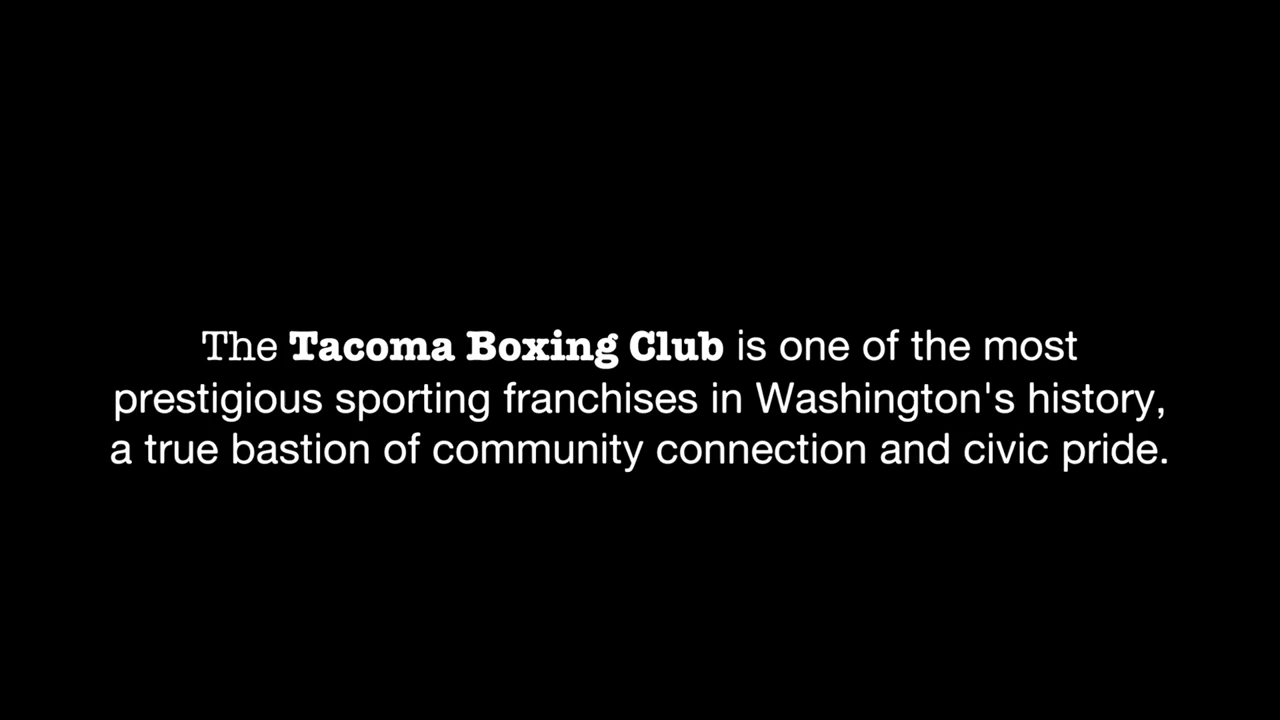 The Tacoma Boxing Club is one of the most
prestigious sporting franchises in Washington's history,
a true bastion of community connection and civic pride.